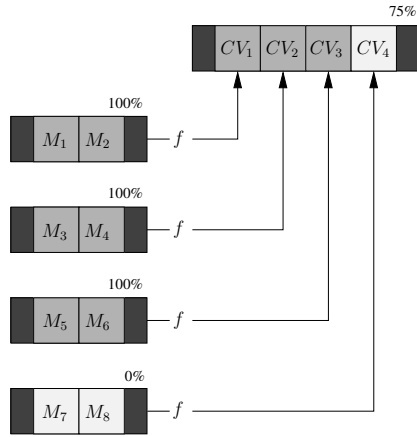 75%
CV₁ CV₂ CV₃ CV₄
100%
M₁ M₂ f
100%
M₃ M₄ f
100%
M₅ M₆ f
0%
M₇ M₈ f